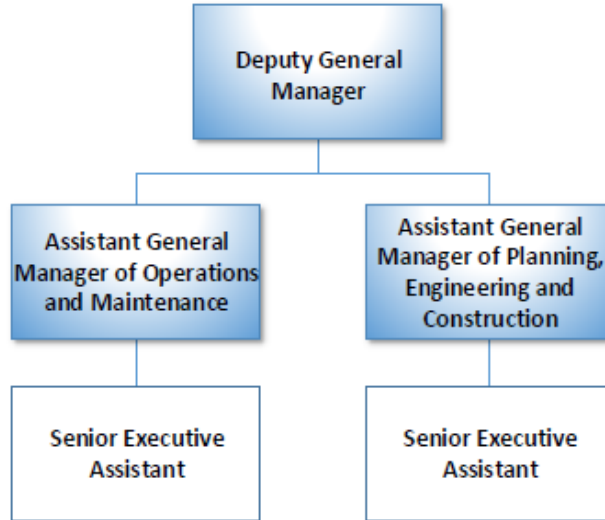 Deputy General
Manager
Assistant General
Manager of Operations
and Maintenance
Assistant General
Manager of Planning,
Engineering and
Construction
Senior Executive
Assistant
Senior Executive
Assistant